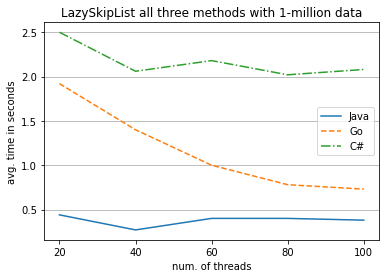 LazySkipList all three methods with 1-million data
avg. time in seconds
2.5
2.0
1.5
1.0
0.5
Java
Go
C#
20 40 60 80 100
num. of threads